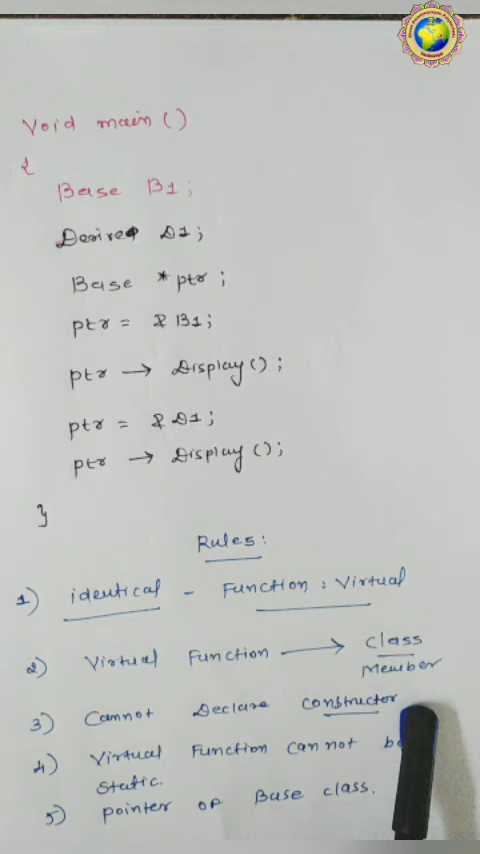 Void main ()
{
Base B1;
Derived D1;
Base * ptr;
ptr = & B1;
ptr → Display();
ptr = & D1;
ptr → Display();
}
Rules:
1) identical - Function : Virtual
2) Virtual Function → class
Member
3) Cannot Declare constructor
4) Virtual Function cannot
static.
5) pointer of Base class.